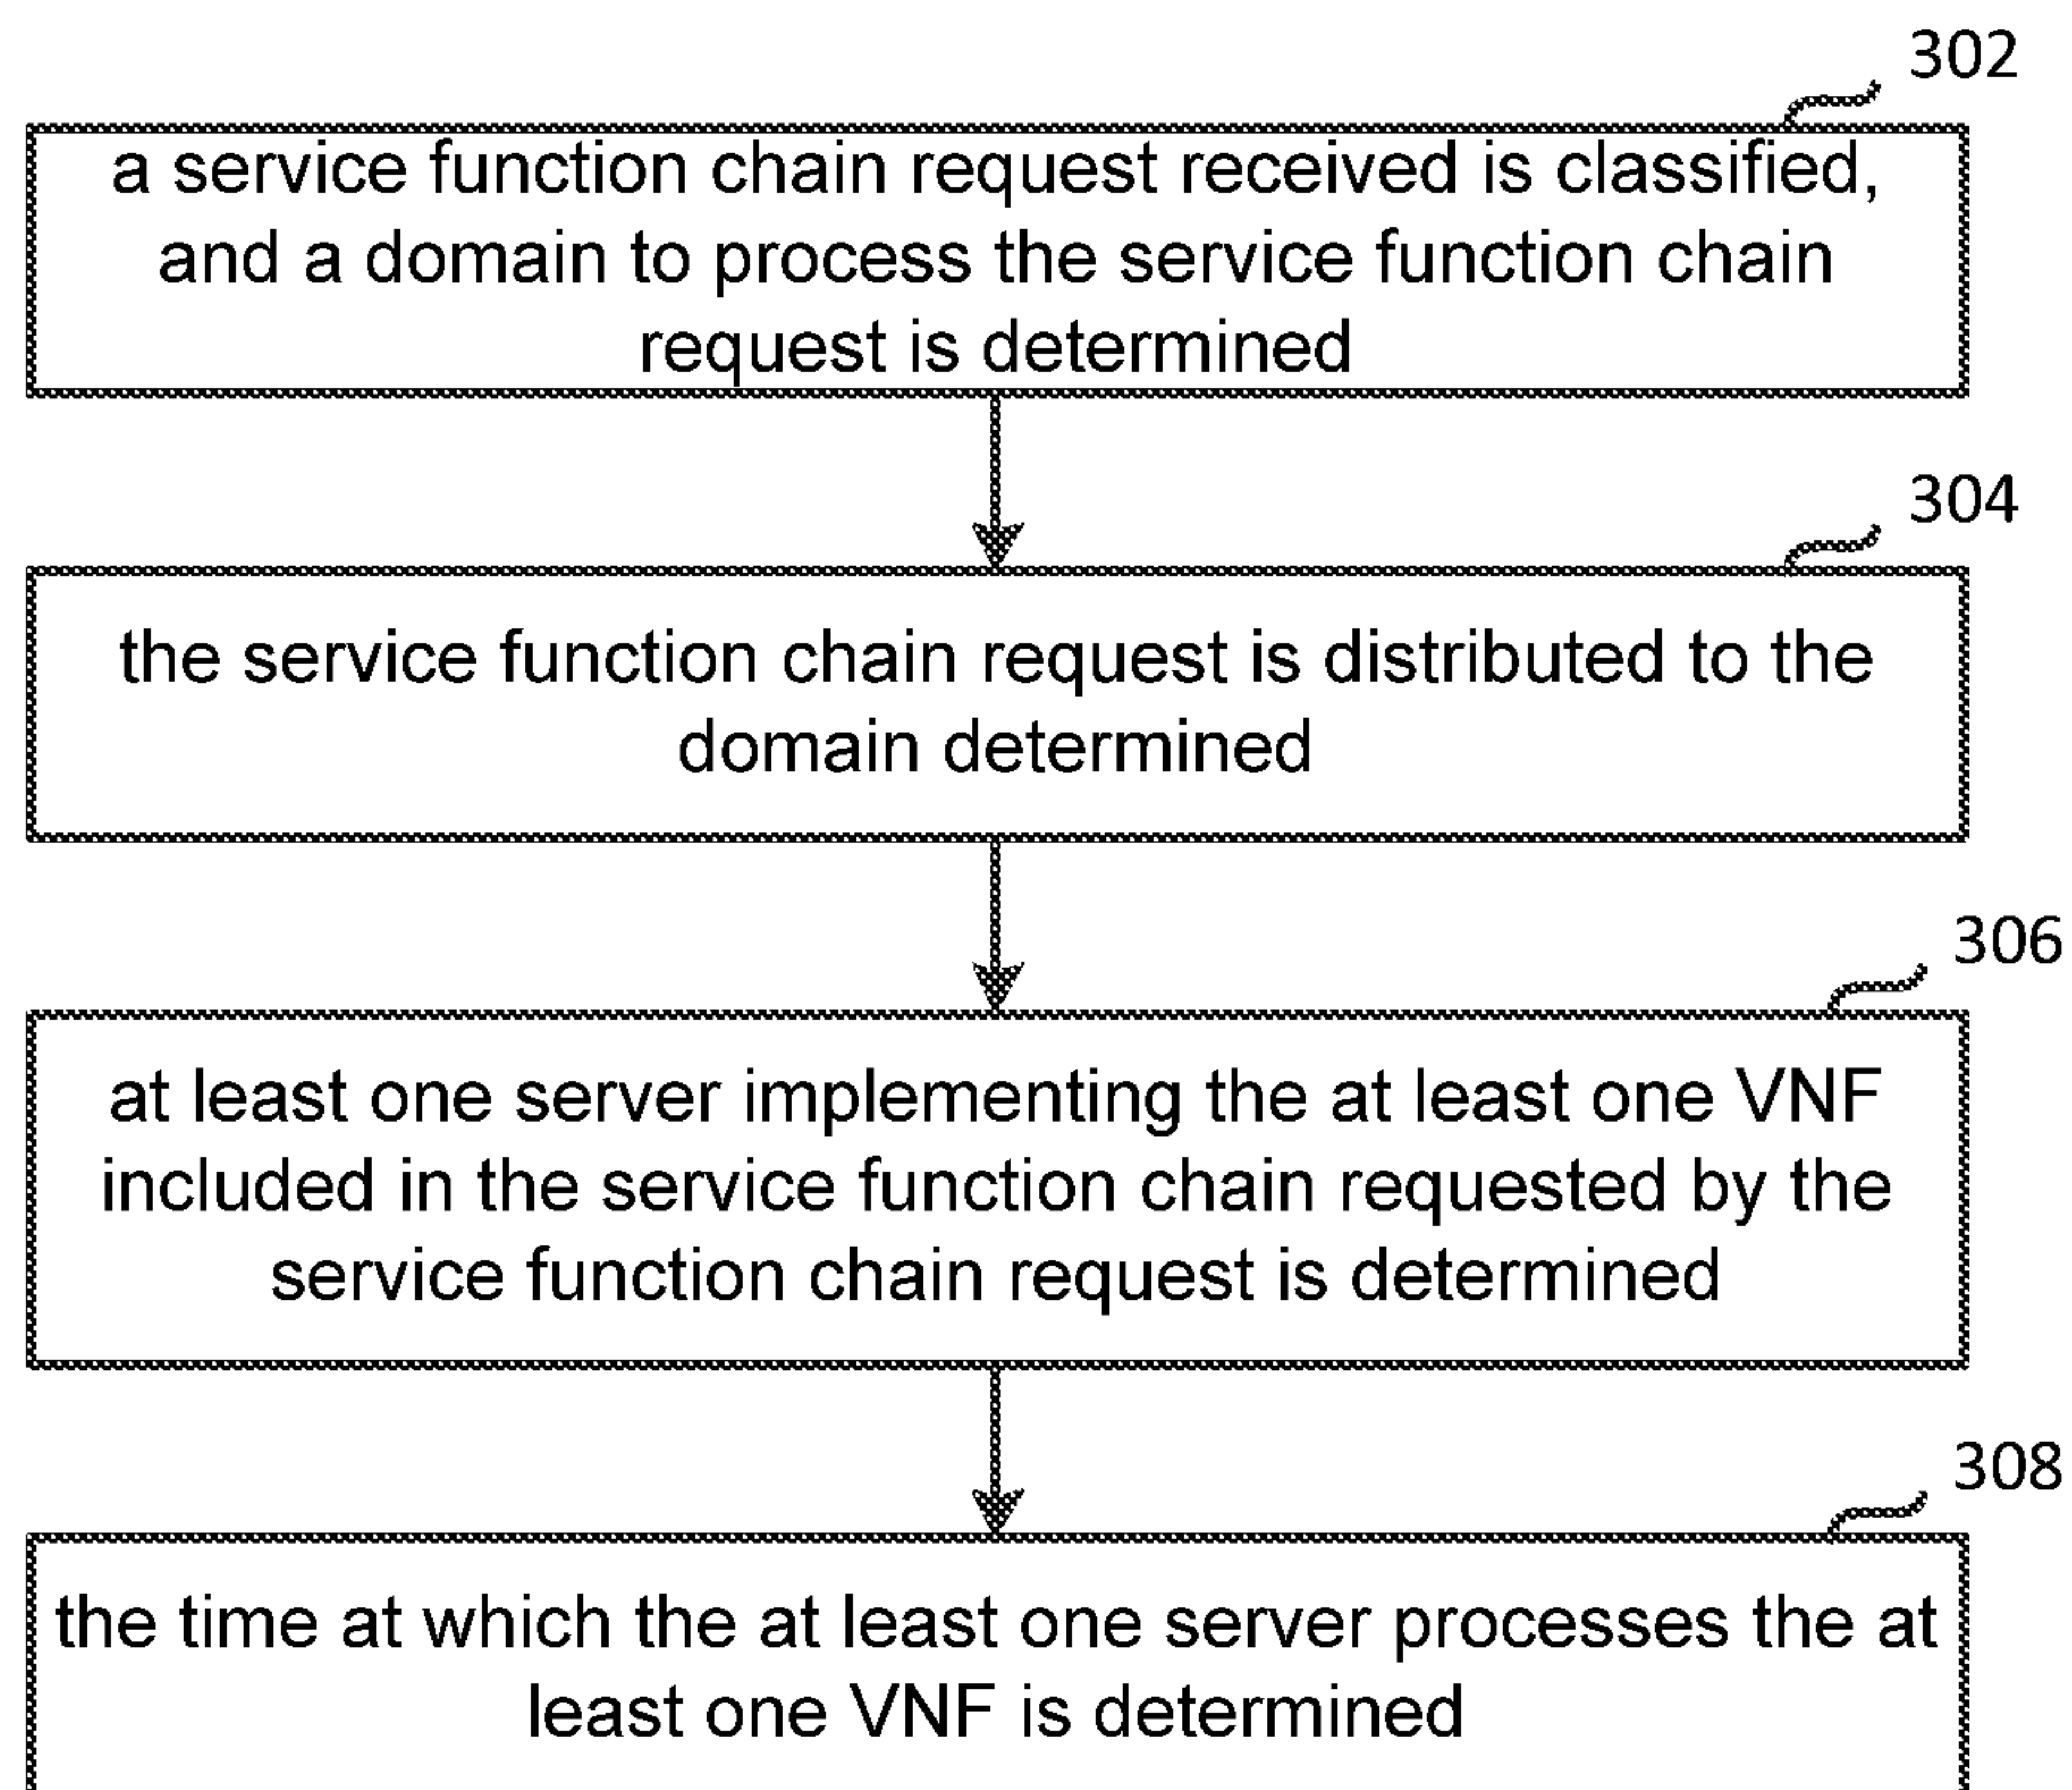 302
a service function chain request received is classified,
and a domain to process the service function chain
request is determined
304
the service function chain request is distributed to the
domain determined
306
at least one server implementing the at least one VNF
included in the service function chain requested by the
service function chain request is determined
308
the time at which the at least one server processes the at
least one VNF is determined